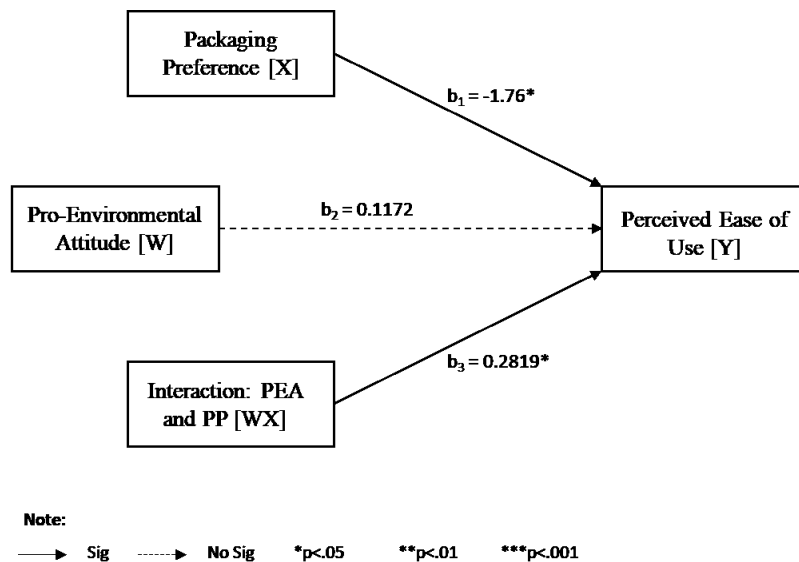 Packaging
Preference [X]
b1 = -1.76*
Pro-Environmental
Attitude [W]
b2 = 0.1172
Perceived Ease of
Use [Y]
b3 = 0.2819*
Interaction: PEA
and PP [WX]
Note:
Sig No Sig *p<.05 **p<.01 ***p<.001